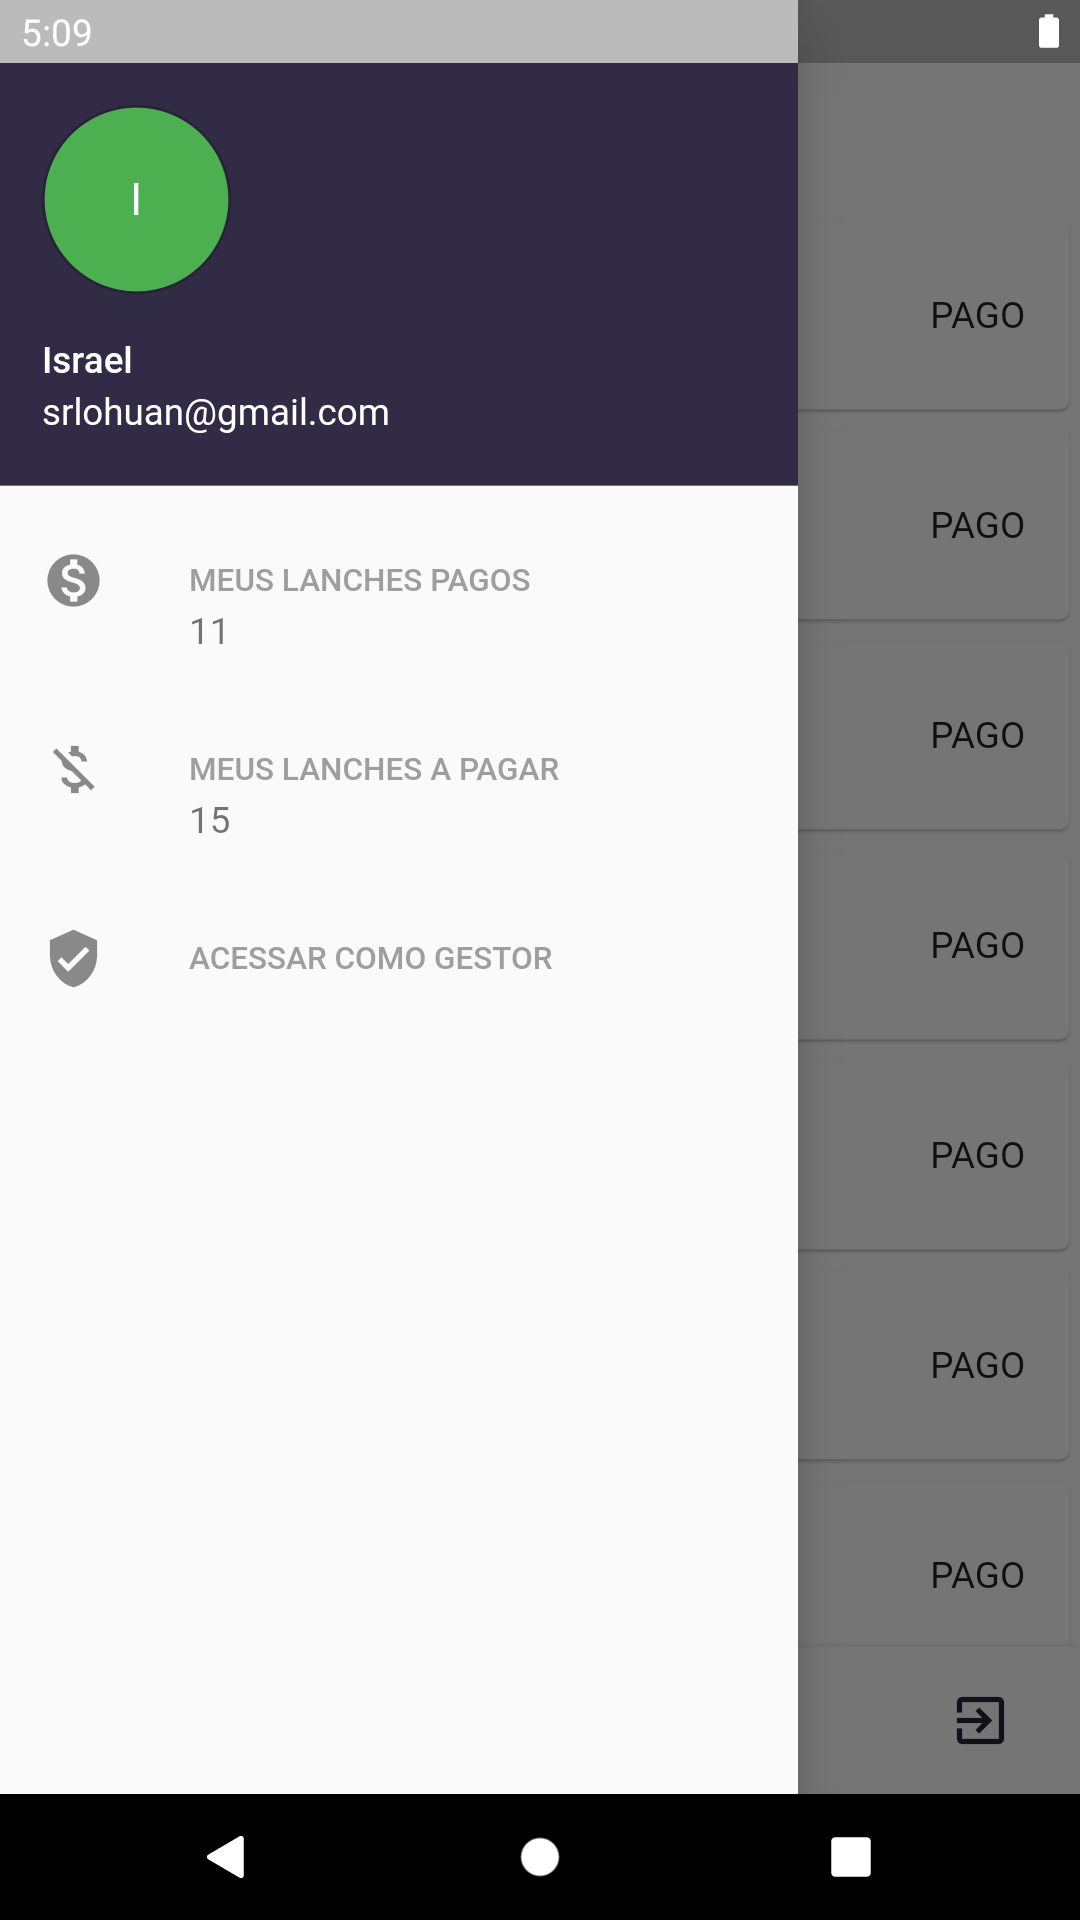 5:09
I
Israel
srlohuan@gmail.com
MEUS LANCHES PAGOS
11
MEUS LANCHES A PAGAR
15
ACESSAR COMO GESTOR
PAGO
PAGO
PAGO
PAGO
PAGO
PAGO
PAGO